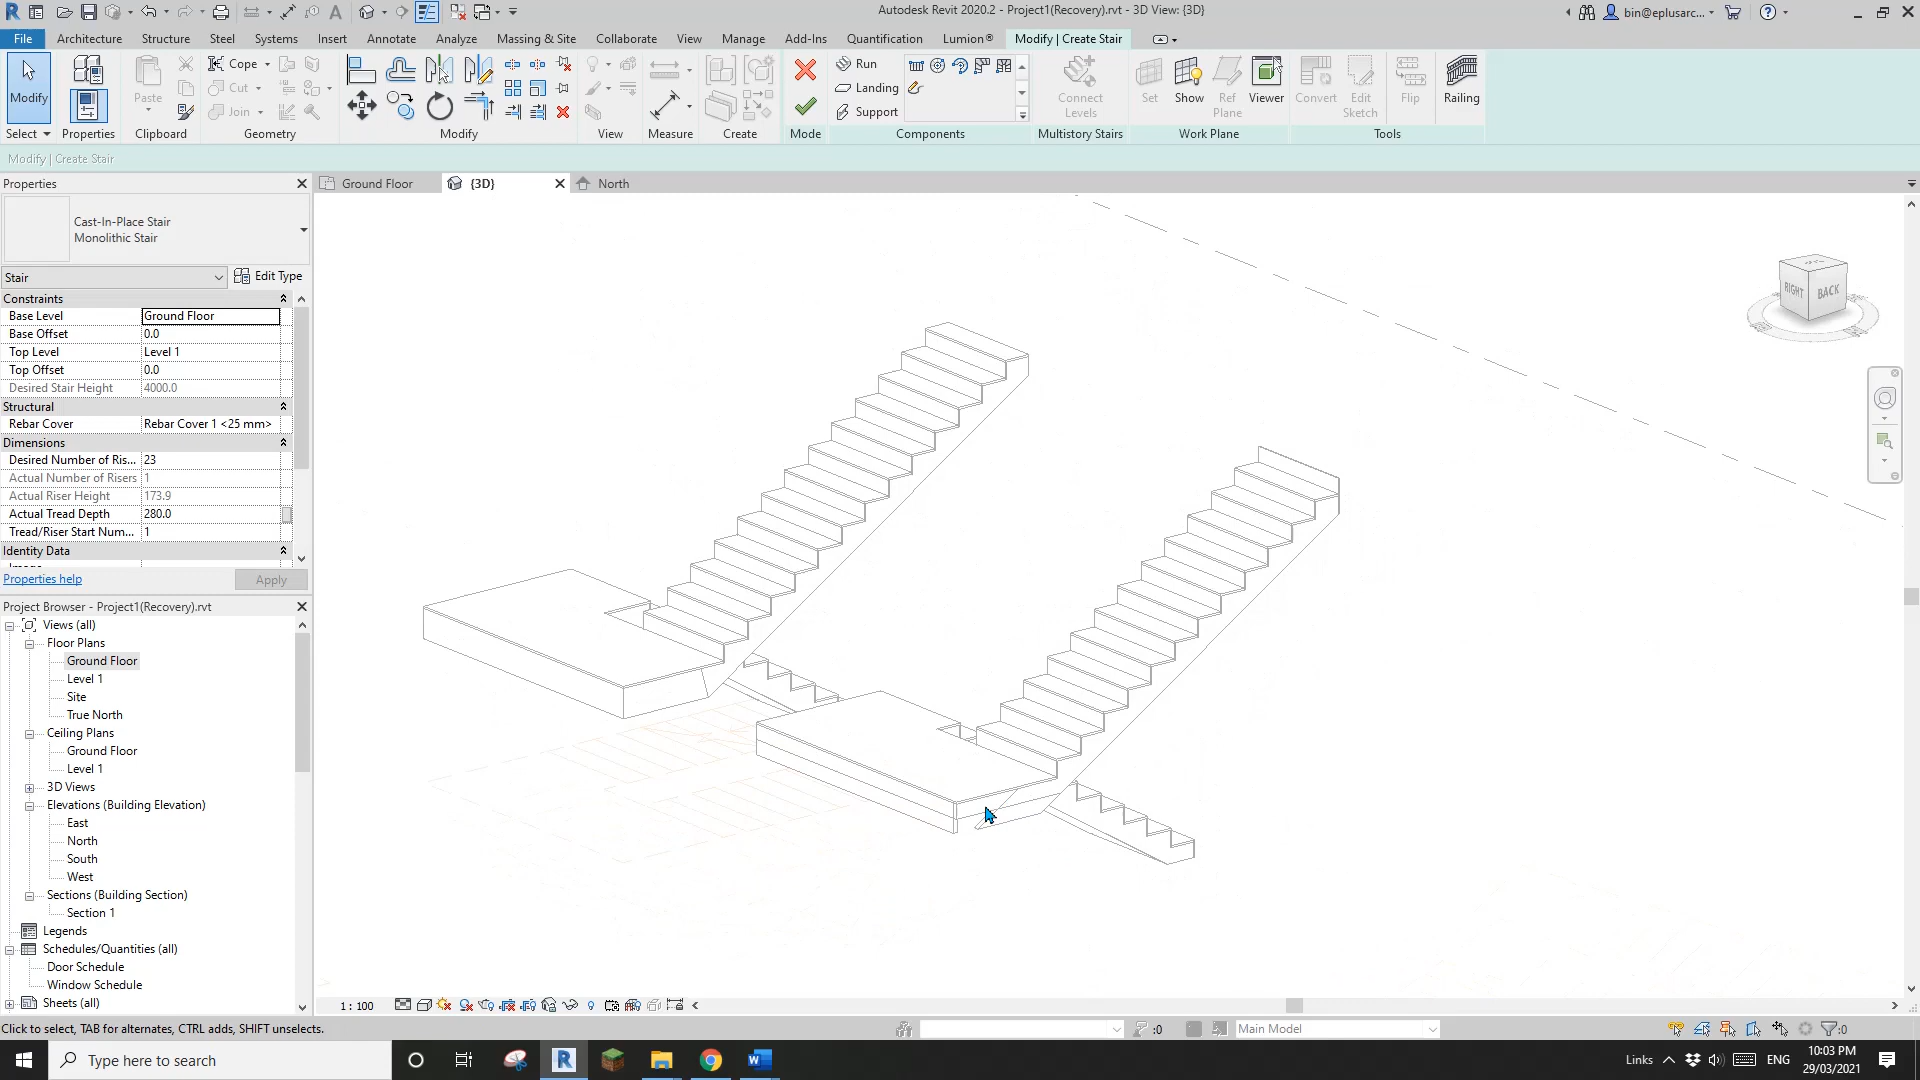 Autodesk Revit 2020.2 - Project1(Recovery).rvt - 3D View: {3D}
bin@eplusarc...
File Architecture Structure Steel Systems Insert Annotate Analyze Massing & Site Collaborate View Manage Add-Ins Quantification Lumion® Modify | Create Stair
Modify
Paste
Cope
Cut
Join
Run
Landing
Support
Connect Levels
Set
Show
Ref Plane
Viewer
Convert
Edit Sketch
Flip
Railing
Select Properties Clipboard Geometry Modify View Measure Create Mode Components Multistory Stairs Work Plane Tools
Modify | Create Stair
Properties
Ground Floor
{3D}
North
Cast-In-Place Stair
Monolithic Stair
Stair
Edit Type
Constraints
Base Level Ground Floor
Base Offset 0.0
Top Level Level 1
Top Offset 0.0
Desired Stair Height 4000.0
Structural
Rebar Cover Rebar Cover 1 <25 mm>
Dimensions
Desired Number of Ris... 23
Actual Number of Risers 1
Actual Riser Height 173.9
Actual Tread Depth 280.0
Tread/Riser Start Num... 1
Identity Data
Properties help
Apply
RIGHT
BACK
Project Browser - Project1(Recovery).rvt
Views (all)
Floor Plans
Ground Floor
Level 1
Site
True North
Ceiling Plans
Ground Floor
Level 1
3D Views
Elevations (Building Elevation)
East
North
South
West
Sections (Building Section)
Section 1
Legends
Schedules/Quantities (all)
Door Schedule
Window Schedule
Sheets (all)
1 : 100
Click to select, TAB for alternates, CTRL adds, SHIFT unselects.
:0
Main Model
:0
Type here to search
Links
ENG
10:03 PM
29/03/2021